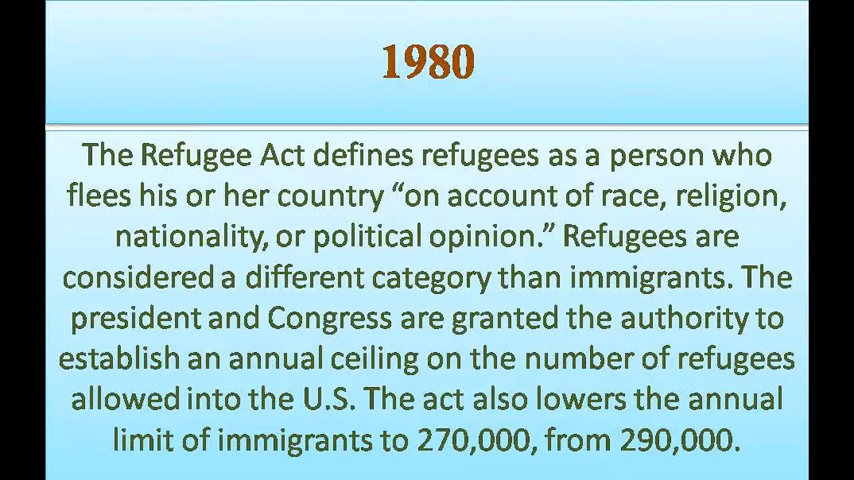 1980
The Refugee Act defines refugees as a person who
flees his or her country “on account of race, religion,
nationality, or political opinion.” Refugees are
considered a different category than immigrants. The
president and Congress are granted the authority to
establish an annual ceiling on the number of refugees
allowed into the U.S. The act also lowers the annual
limit of immigrants to 270,000, from 290,000.